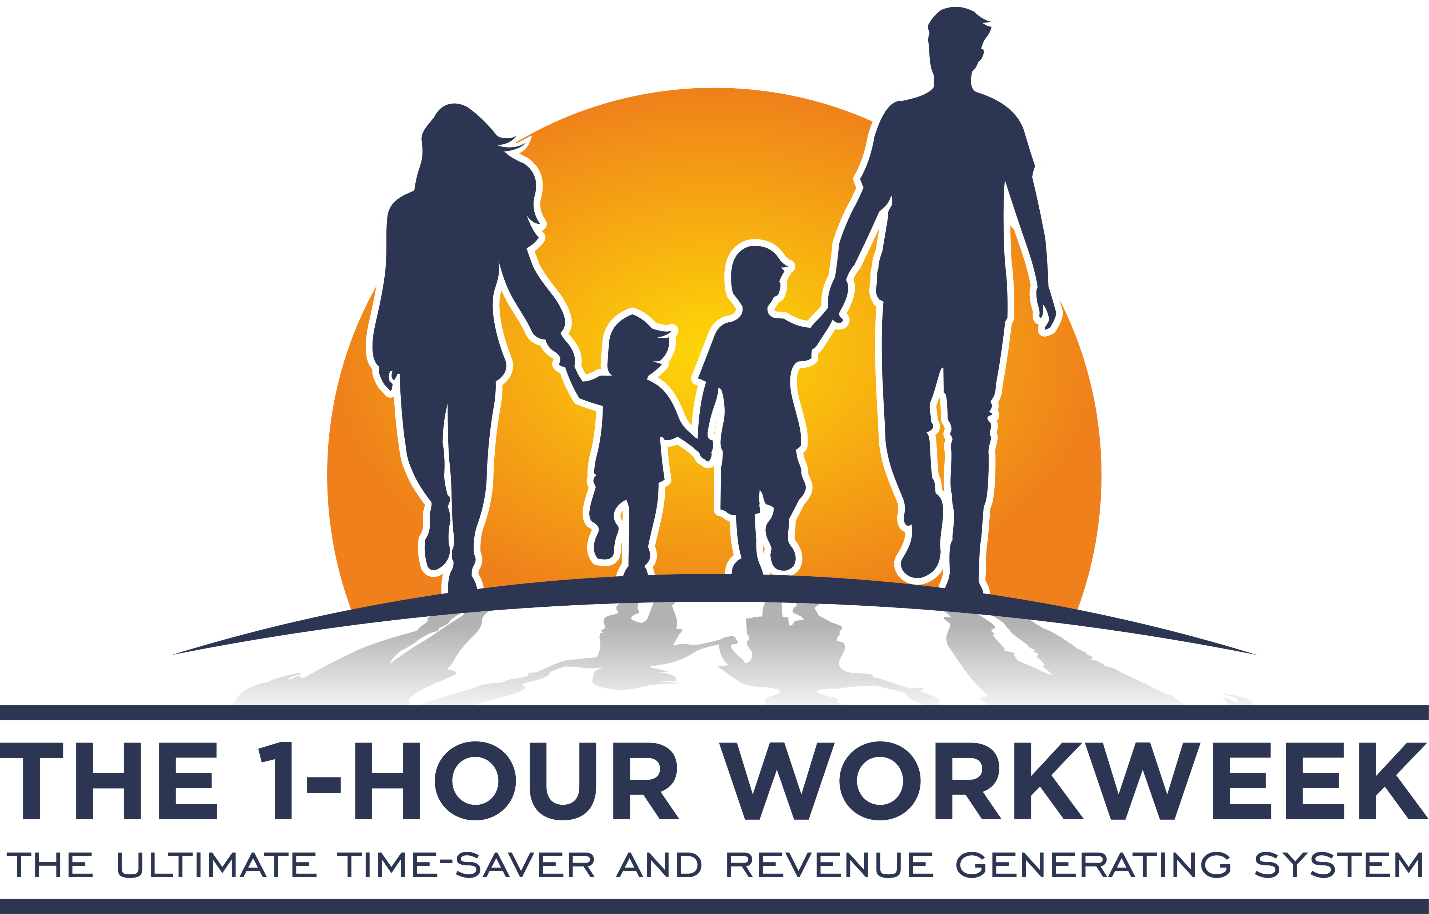 THE 1-HOUR WORKWEEK
THE ULTIMATE TIME-SAVER AND REVENUE GENERATING SYSTEM